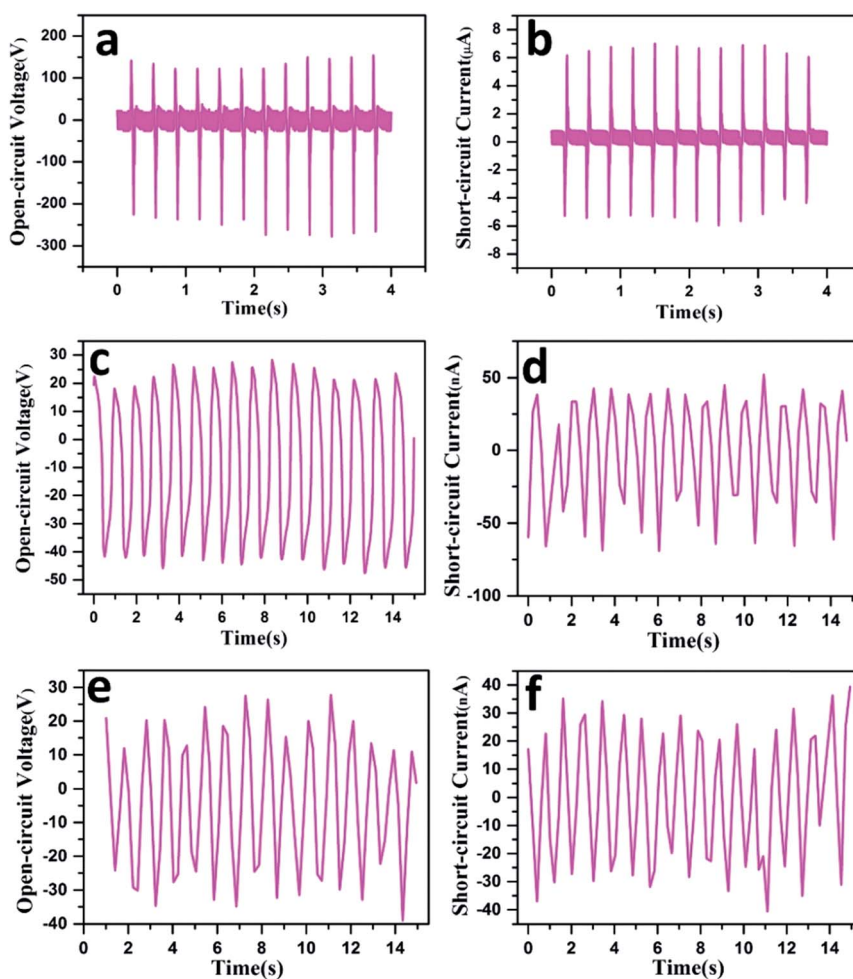 a
200
100
0
-100
-200
-300
Open-circuit Voltage(V)
0 1 2 3 4
Time(s)
b
8
6
4
2
0
-2
-4
-6
-8
Short-circuit Current(μA)
0 1 2 3 4
Time(s)
c
30
20
10
0
-10
-20
-30
-40
-50
Open-circuit Voltage(V)
0 2 4 6 8 10 12 14
Time(s)
d
50
0
-50
-100
Short-circuit Current(nA)
0 2 4 6 8 10 12 14
Time(s)
e
30
20
10
0
-10
-20
-30
-40
Open-circuit Voltage(V)
0 2 4 6 8 10 12 14
Time(s)
f
40
30
20
10
0
-10
-20
-30
-40
Short-circuit Current(nA)
0 2 4 6 8 10 12 14
Time(s)